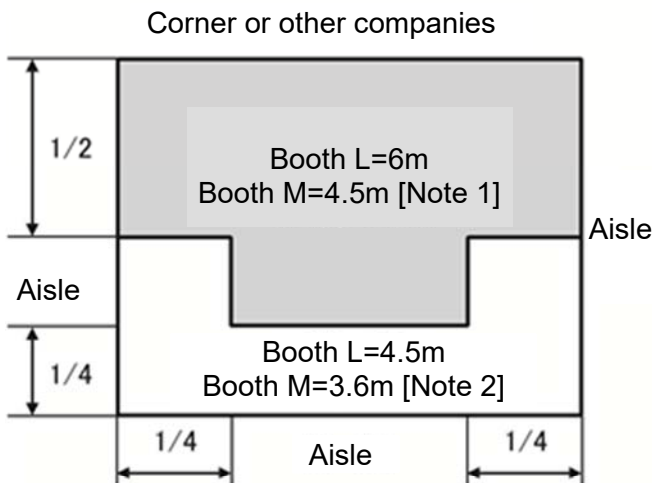 Corner or other companies
1/2
Booth L=6m
Booth M=4.5m [Note 1]
Aisle
Aisle
Booth L=4.5m
Booth M=3.6m [Note 2]
1/4
1/4
Aisle
1/4